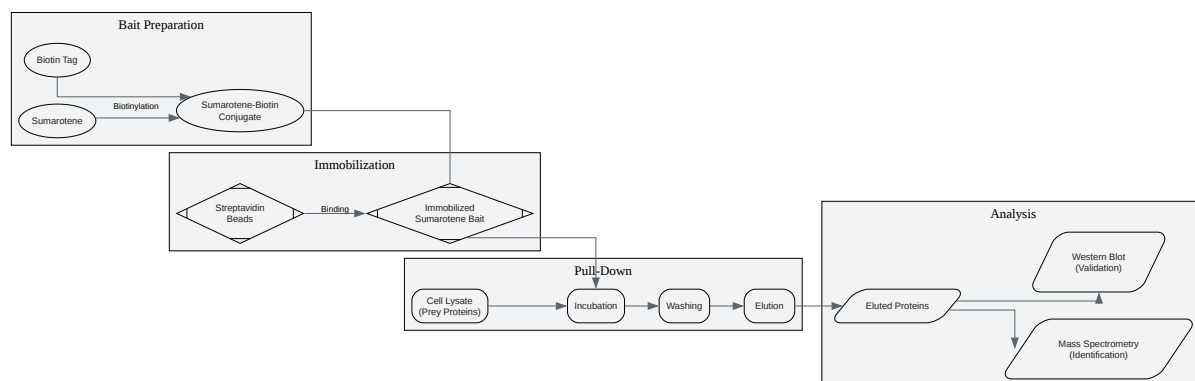 Bait Preparation
Biotin Tag
Biotinylation
Sumarotene
Sumarotene-Biotin
Conjugate
Immobilization
Streptavidin
Beads
Binding
Immobilized
Sumarotene Bait
Pull-Down
Cell Lysate
(Prey Proteins)
Incubation
Washing
Elution
Analysis
Eluted Proteins
Western Blot
(Validation)
Mass Spectrometry
(Identification)